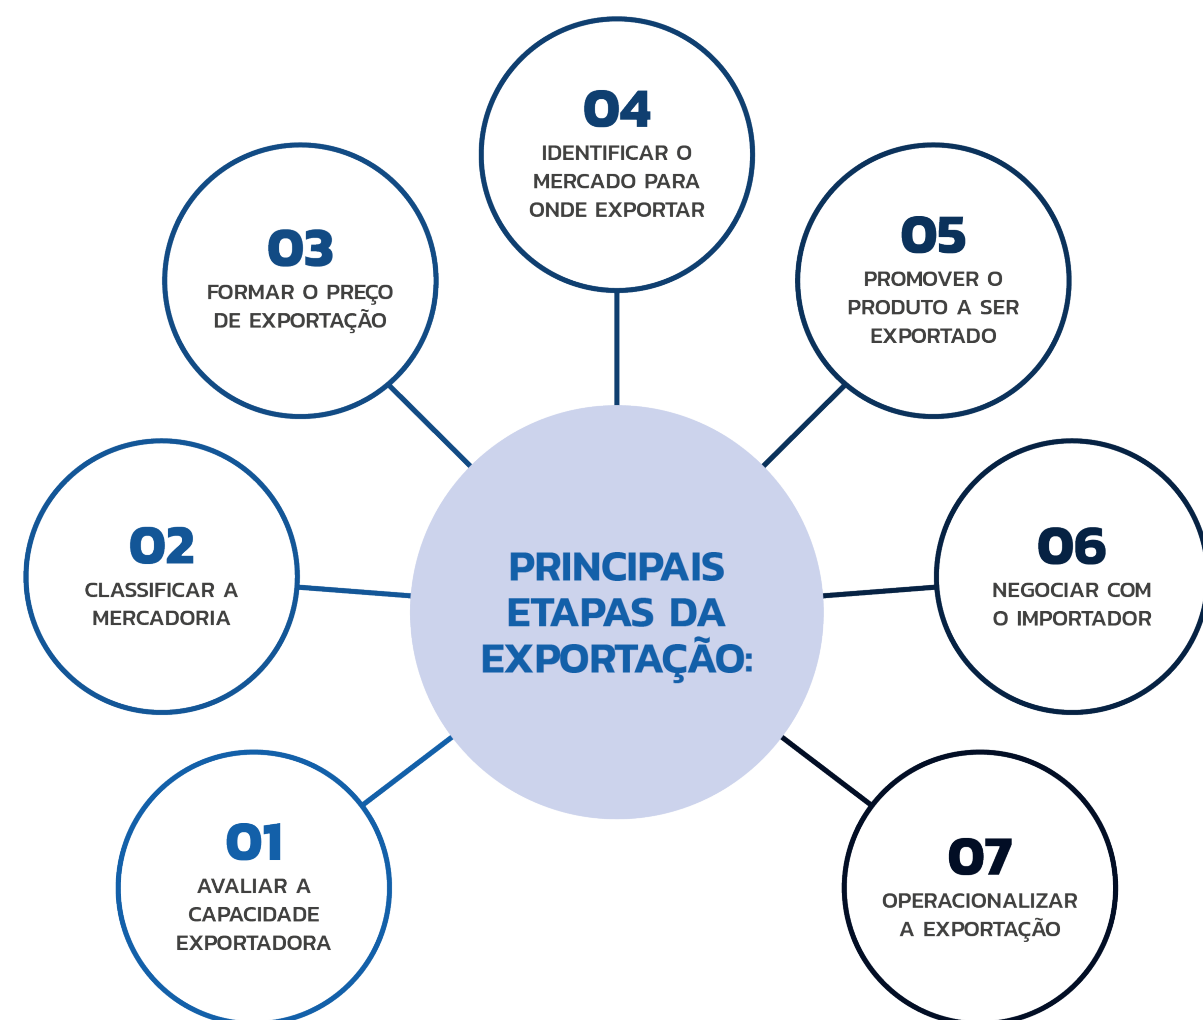 PRINCIPAIS
ETAPAS DA
EXPORTAÇÃO:
01
AVALIAR A
CAPACIDADE
EXPORTADORA
02
CLASSIFICAR A
MERCADORIA
03
FORMAR O PREÇO
DE EXPORTAÇÃO
04
IDENTIFICAR O
MERCADO PARA
ONDE EXPORTAR
05
PROMOVER O
PRODUTO A SER
EXPORTADO
06
NEGOCIAR COM
O IMPORTADOR
07
OPERACIONALIZAR
A EXPORTAÇÃO